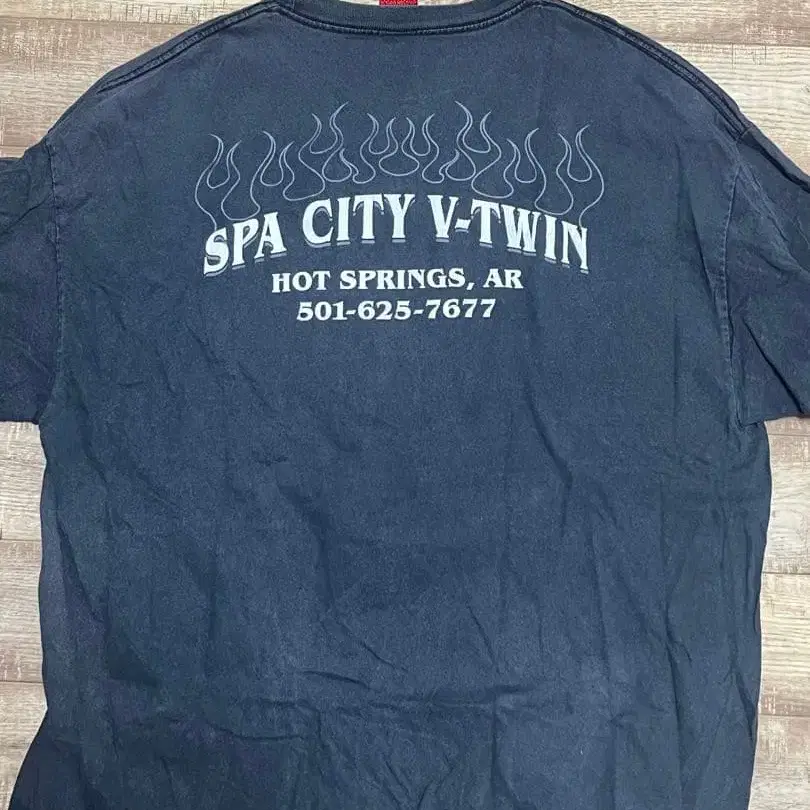 SPA CITY V-TWIN
HOT SPRINGS, AR
501-625-7677